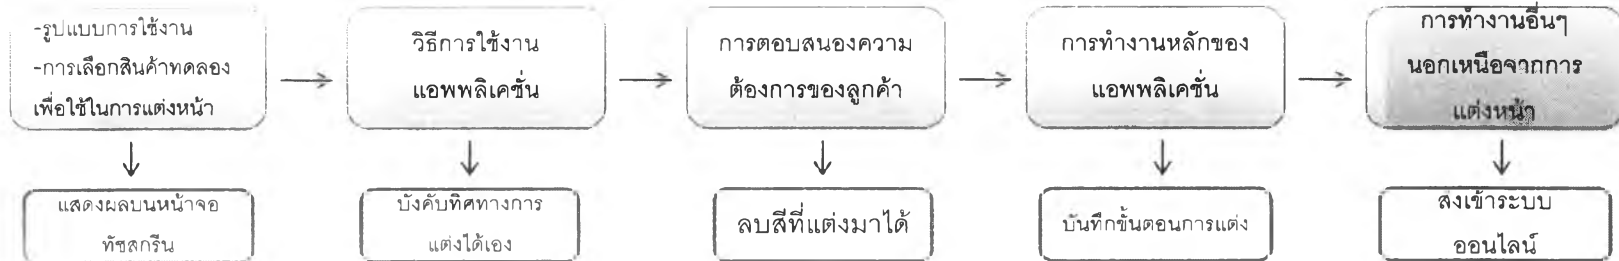 -รูปแบบการใช้งาน
-การเลือกสินค้าทดลอง
เพื่อใช้ในการแต่งหน้า
วิธีการใช้งาน
แอพพลิเคชั่น
การตอบสนองความ
ต้องการของลูกค้า
การทำงานหลักของ
แอพพลิเคชั่น
การทำงานอื่นๆ
นอกเหนือจากการ
แต่งหน้า
แสดงผลบนหน้าจอ
ทัชสกรีน
บังคับทิศทางการ
แต่งได้เอง
ลบสีที่แต่งมาได้
บันทึกขั้นตอนการแต่ง
ส่งเข้าระบบ
ออนไลน์